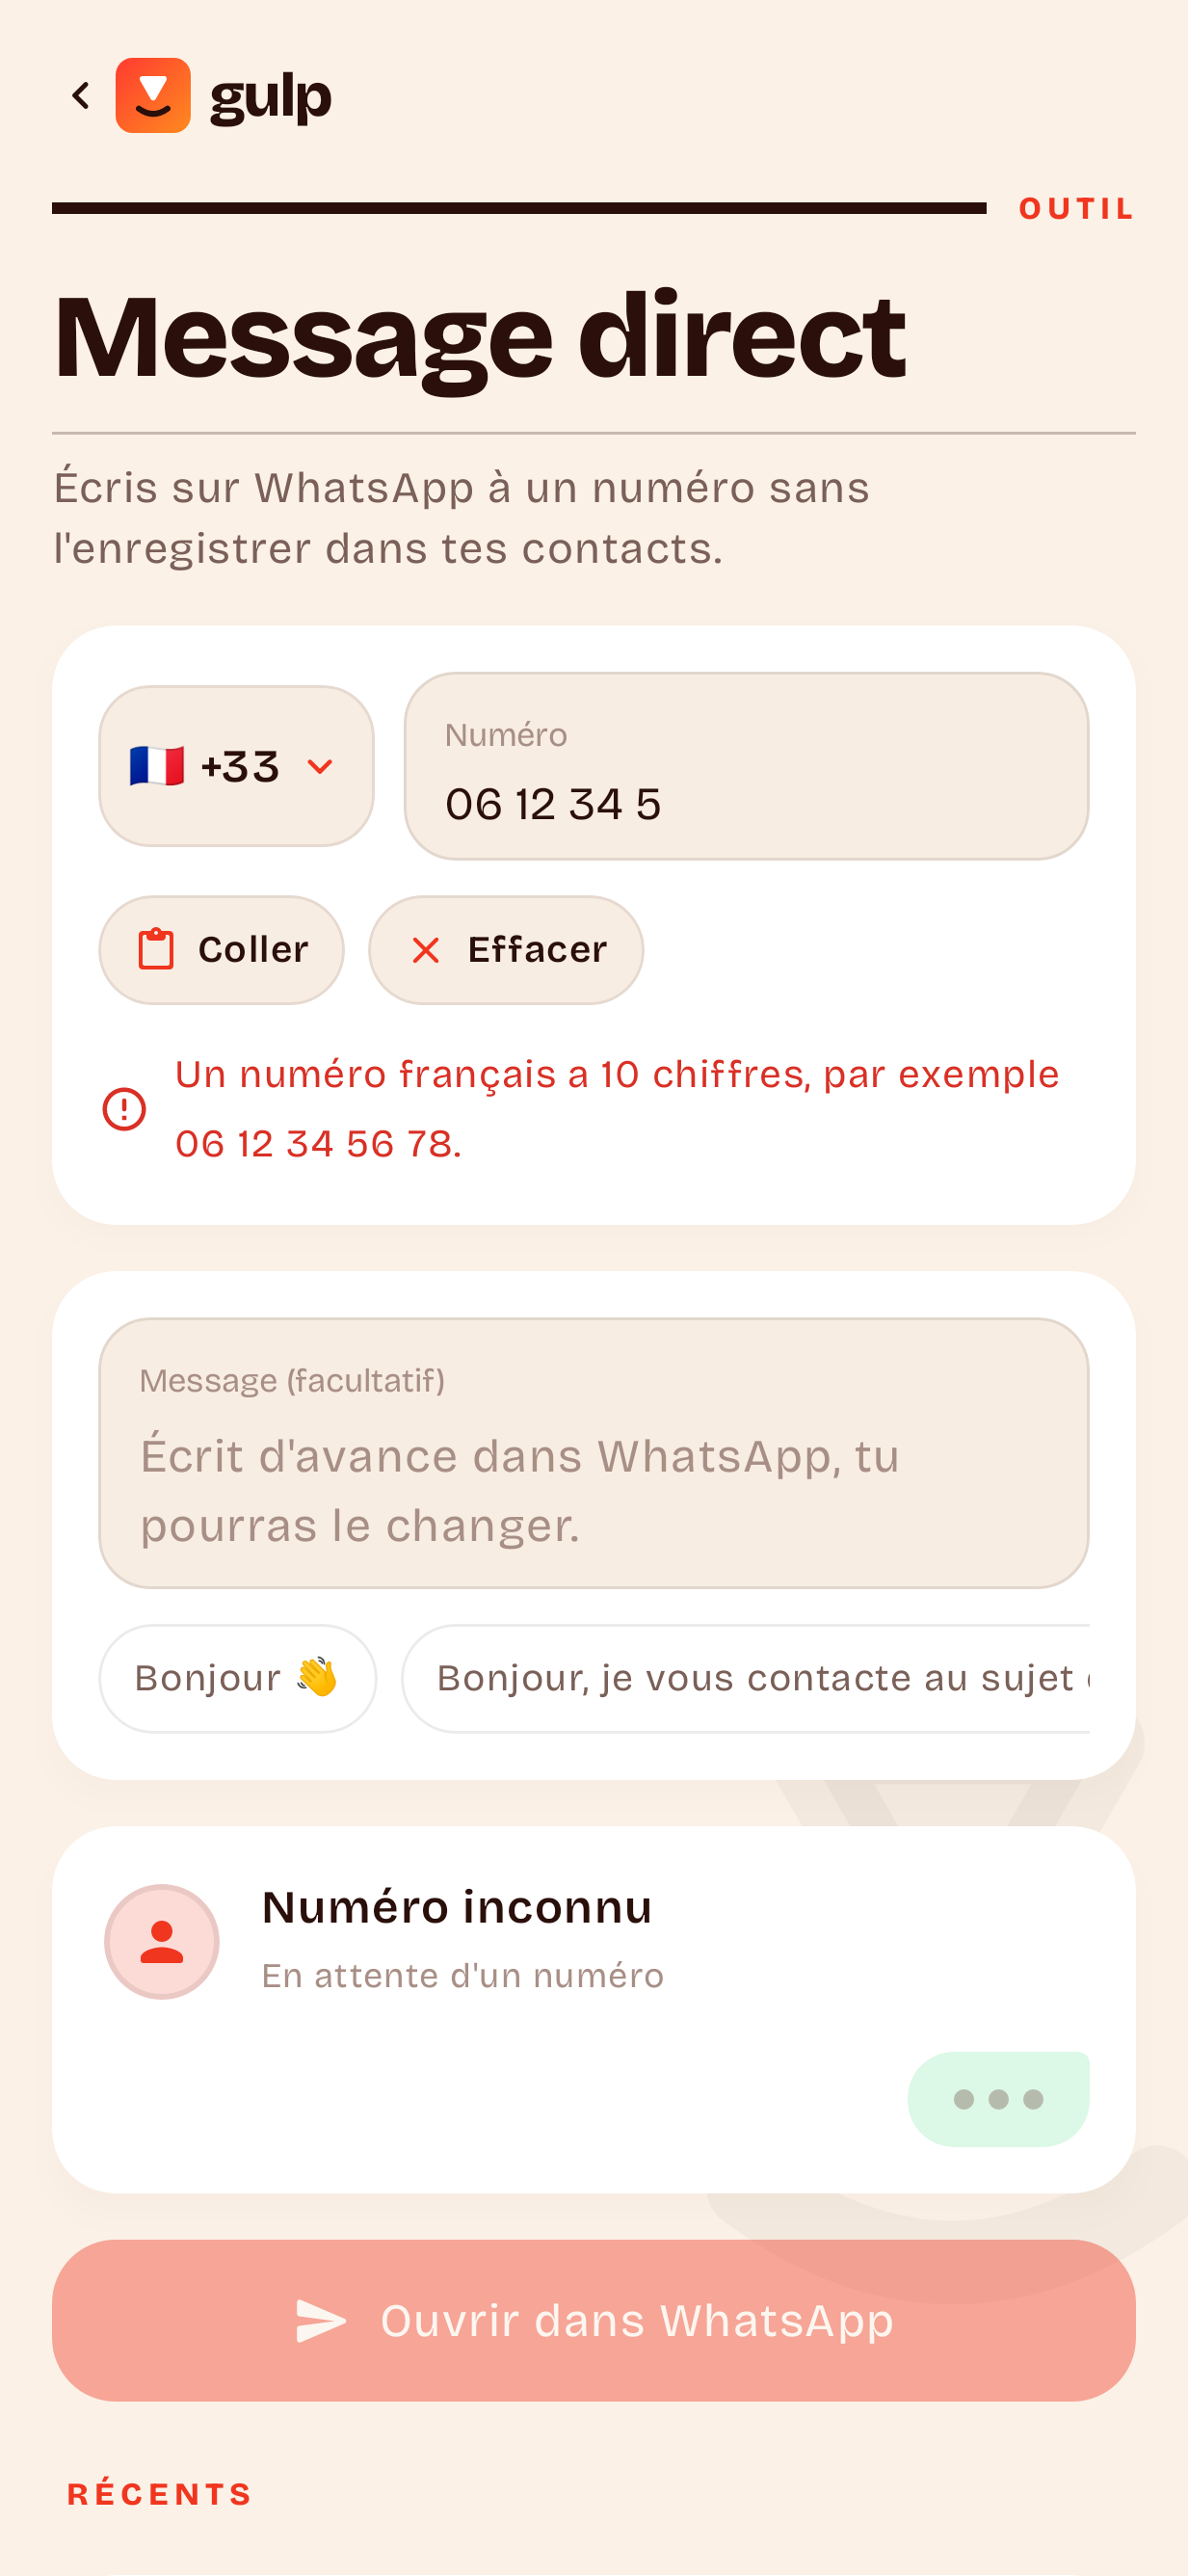 gulp
OUTIL
Message direct
Écris sur WhatsApp à un numéro sans
l'enregistrer dans tes contacts.
🇫🇷 +33
Numéro
06 12 34 5
Coller
Effacer
Un numéro français a 10 chiffres, par exemple
06 12 34 56 78.
Message (facultatif)
Écrit d'avance dans WhatsApp, tu
pourras le changer.
Bonjour 👋
Bonjour, je vous contacte au sujet
Numéro inconnu
En attente d'un numéro
Ouvrir dans WhatsApp
RÉCENTS